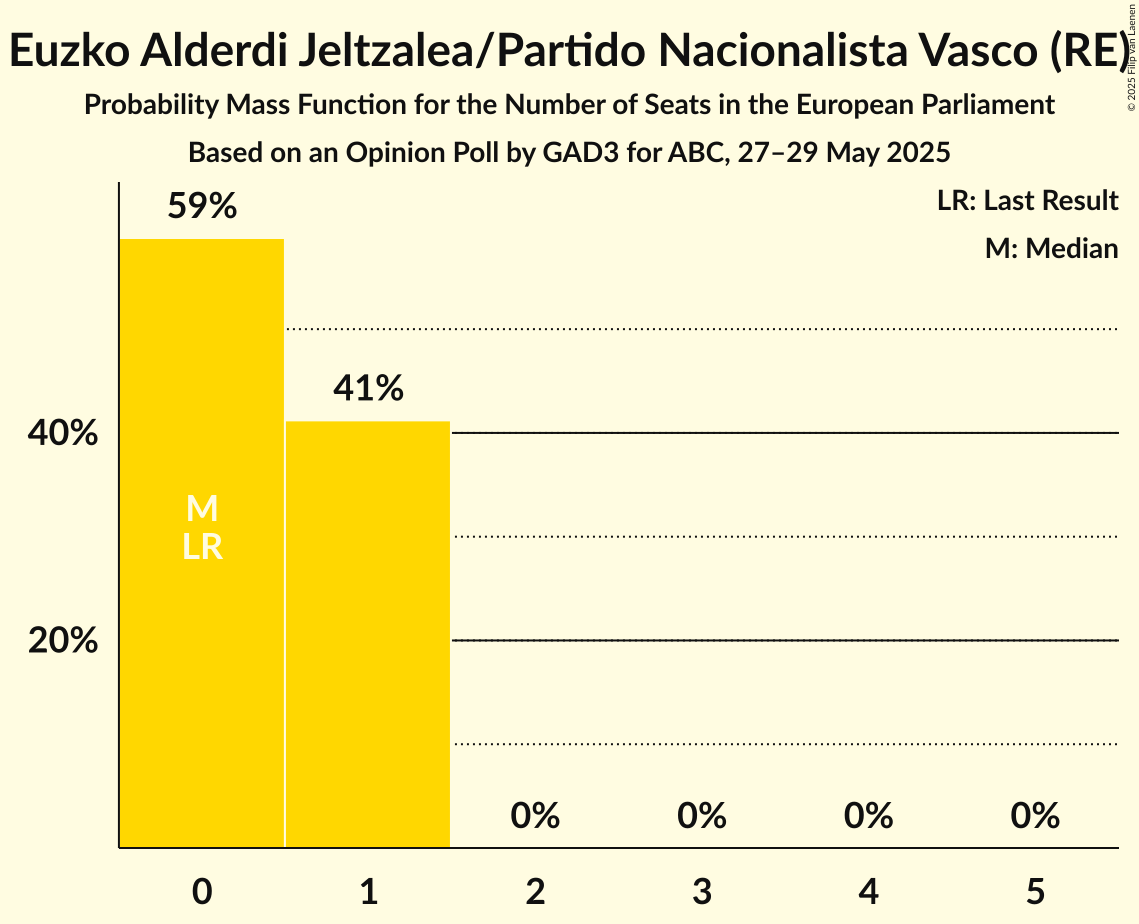 Euzko Alderdi Jeltzalea/Partido Nacionalista Vasco (RE)
© 2025 Filip van Laenen
Probability Mass Function for the Number of Seats in the European Parliament
Based on an Opinion Poll by GAD3 for ABC, 27–29 May 2025
LR: Last Result
M: Median
59%
41%
40%
M
LR
20%
0% 0% 0% 0%
0 1 2 3 4 5